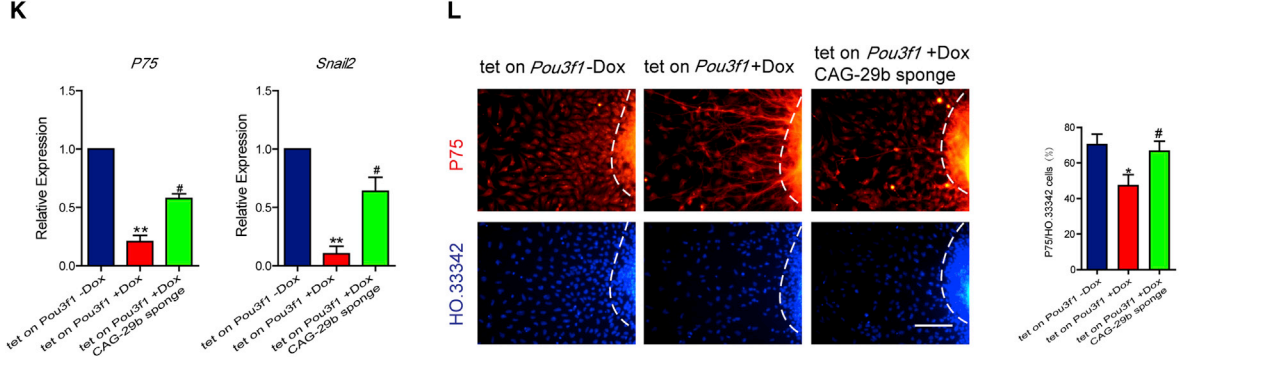 K
P75
Relative Expression
1.5
1.0
0.5
0.0
**
#
tet on Pou3f1 -Dox
tet on Pou3f1 +Dox
tet on Pou3f1 +Dox
CAG-29b sponge
Snail2
Relative Expression
1.5
1.0
0.5
0.0
**
#
tet on Pou3f1 -Dox
tet on Pou3f1 +Dox
tet on Pou3f1 +Dox
CAG-29b sponge
L
tet on Pou3f1-Dox
tet on Pou3f1+Dox
tet on Pou3f1 +Dox
CAG-29b sponge
P75
HO.33342
P75/HO.33342 cells (%)
80
60
40
20
0
*
#
tet on Pou3f1 -Dox
tet on Pou3f1 +Dox
tet on Pou3f1 +Dox
CAG-29b sponge